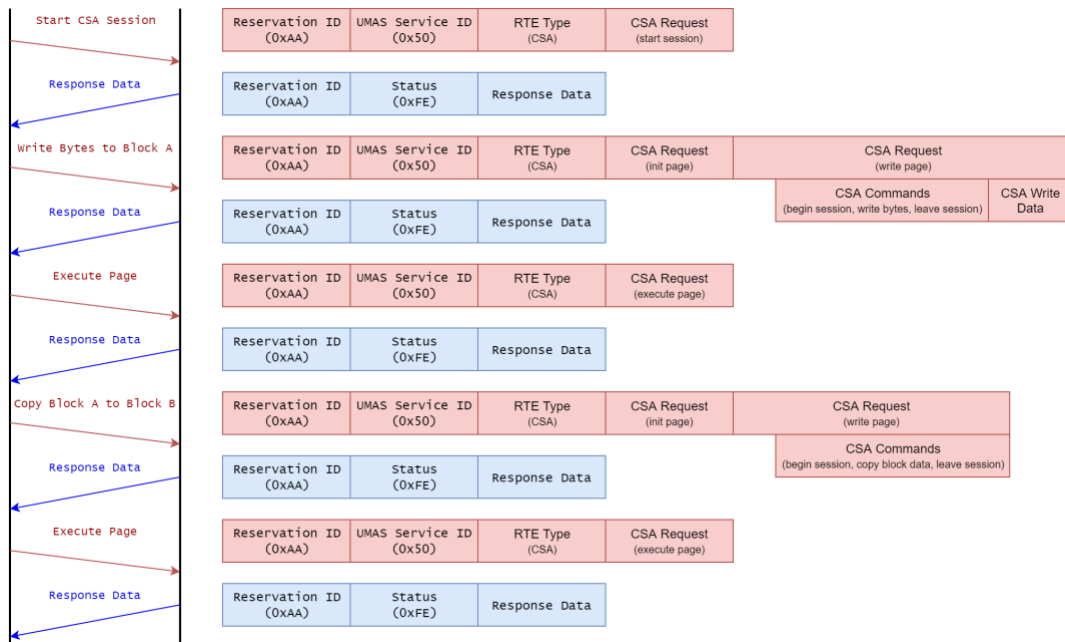 Start CSA Session
Reservation ID (0xAA) UMAS Service ID (0x50) RTE Type (CSA) CSA Request (start session)
Response Data
Reservation ID (0xAA) Status (0xFE) Response Data
Write Bytes to Block A
Reservation ID (0xAA) UMAS Service ID (0x50) RTE Type (CSA) CSA Request (init page) CSA Request (write page)
CSA Commands (begin session, write bytes, leave session) CSA Write Data
Response Data
Reservation ID (0xAA) Status (0xFE) Response Data
Execute Page
Reservation ID (0xAA) UMAS Service ID (0x50) RTE Type (CSA) CSA Request (execute page)
Response Data
Reservation ID (0xAA) Status (0xFE) Response Data
Copy Block A to Block B
Reservation ID (0xAA) UMAS Service ID (0x50) RTE Type (CSA) CSA Request (init page) CSA Request (write page)
CSA Commands (begin session, copy block data, leave session)
Response Data
Reservation ID (0xAA) Status (0xFE) Response Data
Execute Page
Reservation ID (0xAA) UMAS Service ID (0x50) RTE Type (CSA) CSA Request (execute page)
Response Data
Reservation ID (0xAA) Status (0xFE) Response Data